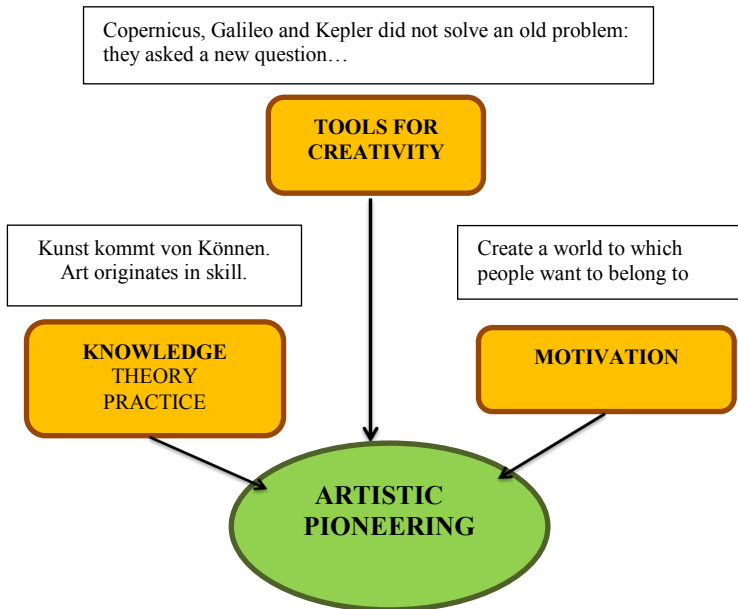 Copernicus, Galileo and Kepler did not solve an old problem:
they asked a new question…
TOOLS FOR
CREATIVITY
Kunst kommt von Können.
Art originates in skill.
Create a world to which
people want to belong to
KNOWLEDGE
THEORY
PRACTICE
MOTIVATION
ARTISTIC
PIONEERING